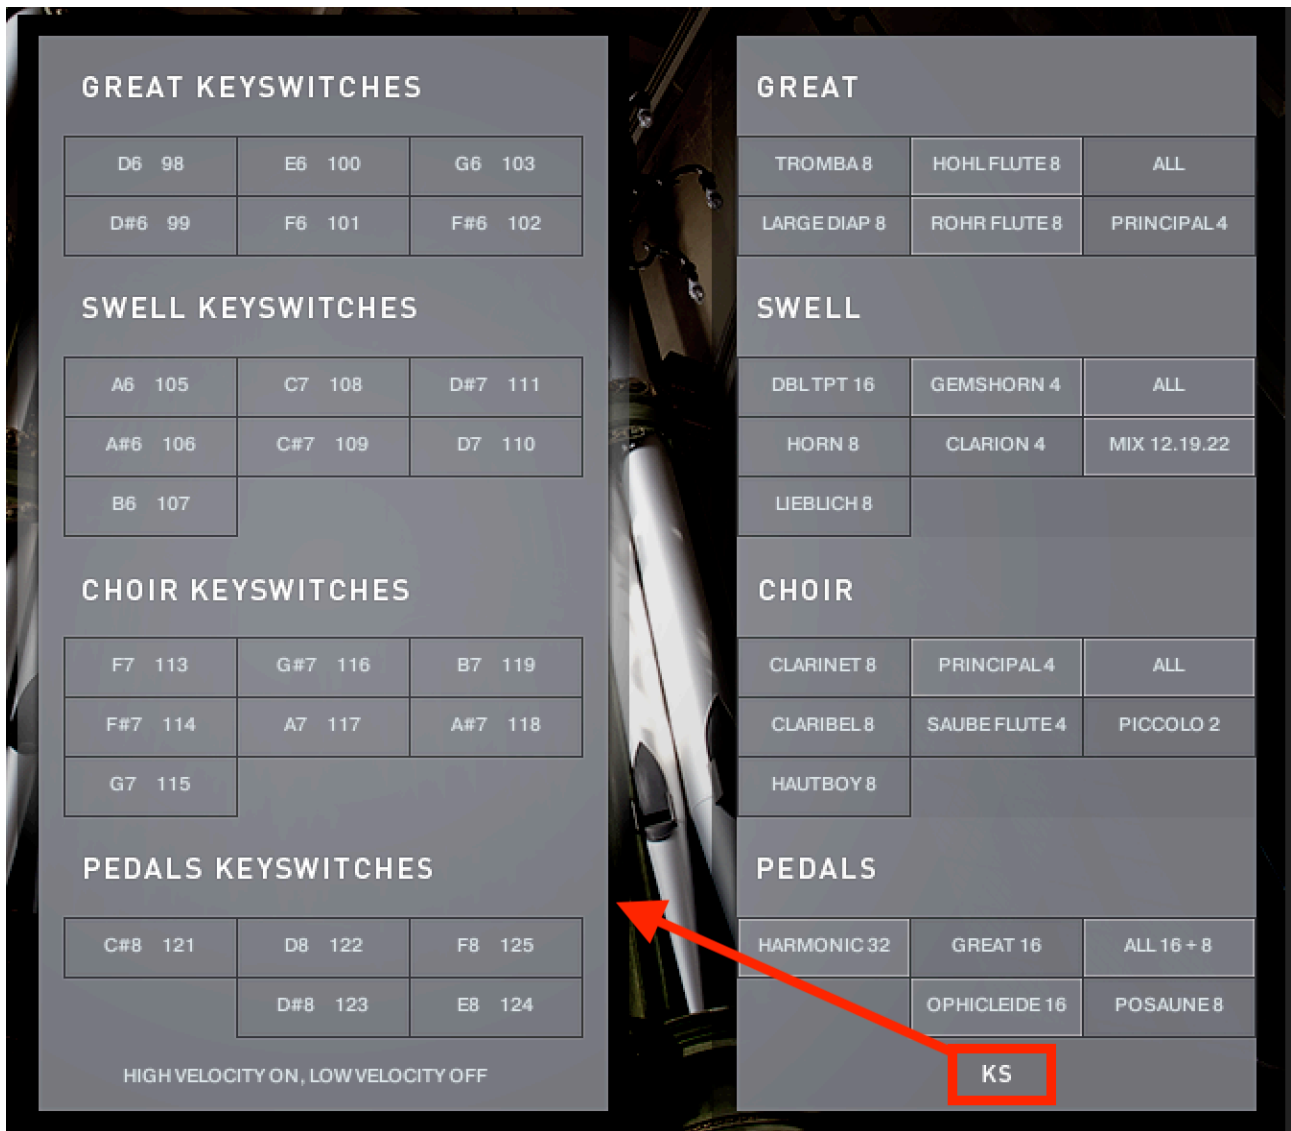 GREAT KEYSWITCHES
D6 98 E6 100 G6 103
D#6 99 F6 101 F#6 102
SWELL KEYSWITCHES
A6 105 C7 108 D#7 111
A#6 106 C#7 109 D7 110
B6 107
CHOIR KEYSWITCHES
F7 113 G#7 116 B7 119
F#7 114 A7 117 A#7 118
G7 115
PEDALS KEYSWITCHES
C#8 121 D8 122 F8 125
D#8 123 E8 124
HIGH VELOCITY ON, LOW VELOCITY OFF
GREAT
TROMBA 8 HOHL FLUTE 8 ALL
LARGE DIAP 8 ROHR FLUTE 8 PRINCIPAL 4
SWELL
DBL TPT 16 GEMSHORN 4 ALL
HORN 8 CLARION 4 MIX 12.19.22
LIEBLICH 8
CHOIR
CLARINET 8 PRINCIPAL 4 ALL
CLARIBEL 8 SAUBE FLUTE 4 PICCOLO 2
HAUTBOY 8
PEDALS
HARMONIC 32 GREAT 16 ALL 16 + 8
OPHICLEIDE 16 POSAUNE 8
KS